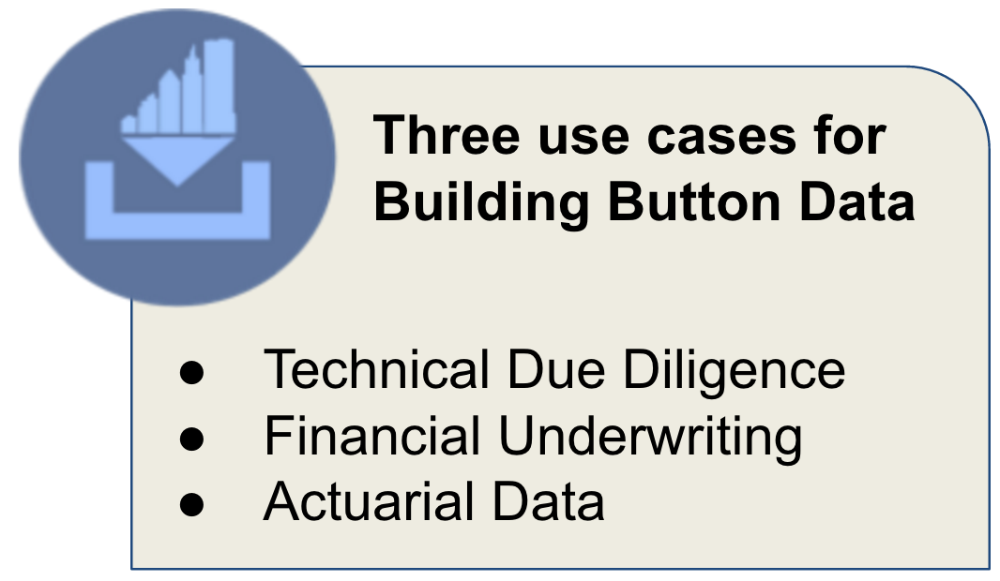 Three use cases for
Building Button Data
● Technical Due Diligence
● Financial Underwriting
● Actuarial Data